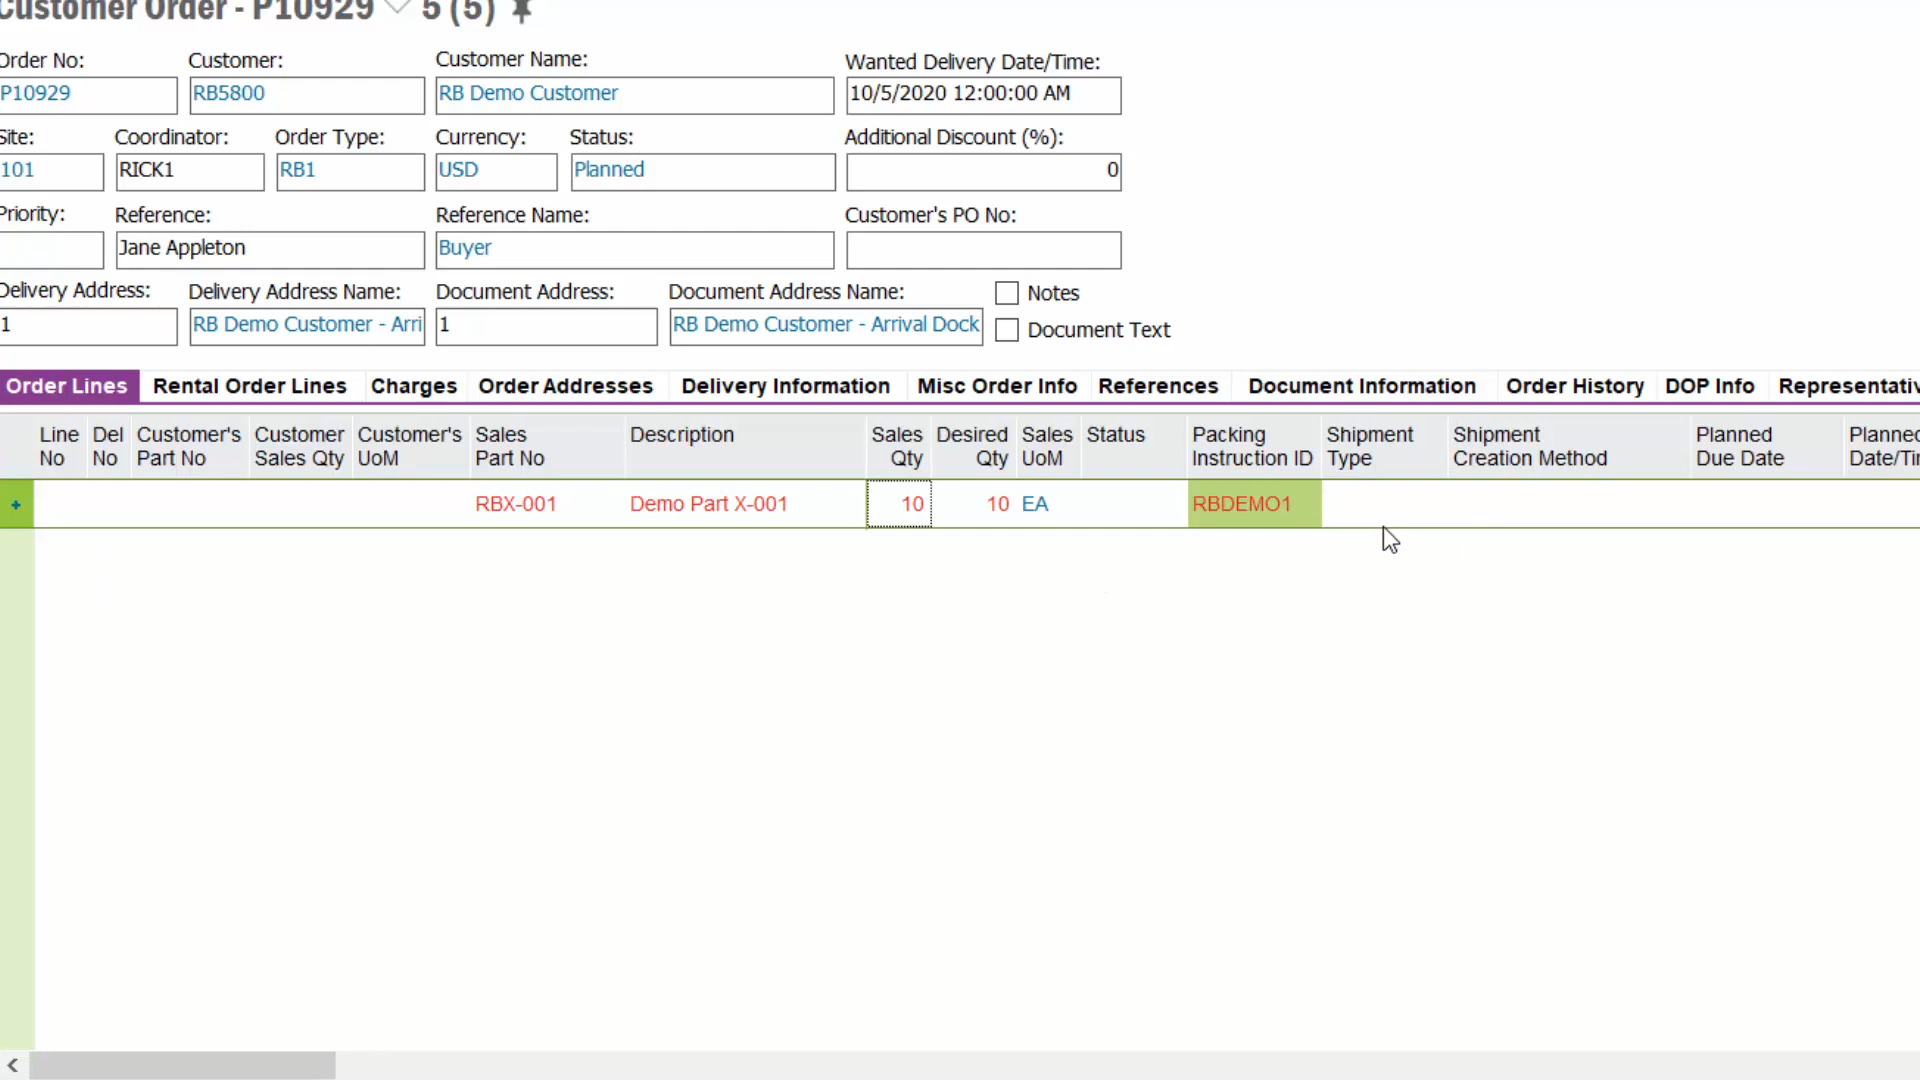 Customer Order - P10929 5 (5)
Order No: Customer: Customer Name: Wanted Delivery Date/Time:
P10929 RB5800 RB Demo Customer 10/5/2020 12:00:00 AM
Site: Coordinator: Order Type: Currency: Status: Additional Discount (%):
101 RICK1 RB1 USD Planned 0
Priority: Reference: Reference Name: Customer's PO No:
Jane Appleton Buyer
Delivery Address: Delivery Address Name: Document Address: Document Address Name: Notes
1 RB Demo Customer - Arri 1 RB Demo Customer - Arrival Dock Document Text
Order Lines Rental Order Lines Charges Order Addresses Delivery Information Misc Order Info References Document Information Order History DOP Info Representativ
Line Del Customer's Customer Customer's Sales Description Sales Desired Sales Status Packing Shipment Shipment Planned Planned
No No Part No Sales Qty UoM Part No Qty Qty UoM Instruction ID Type Creation Method Due Date Date/Tim
+ RBX-001 Demo Part X-001 10 10 EA RBDEMO1